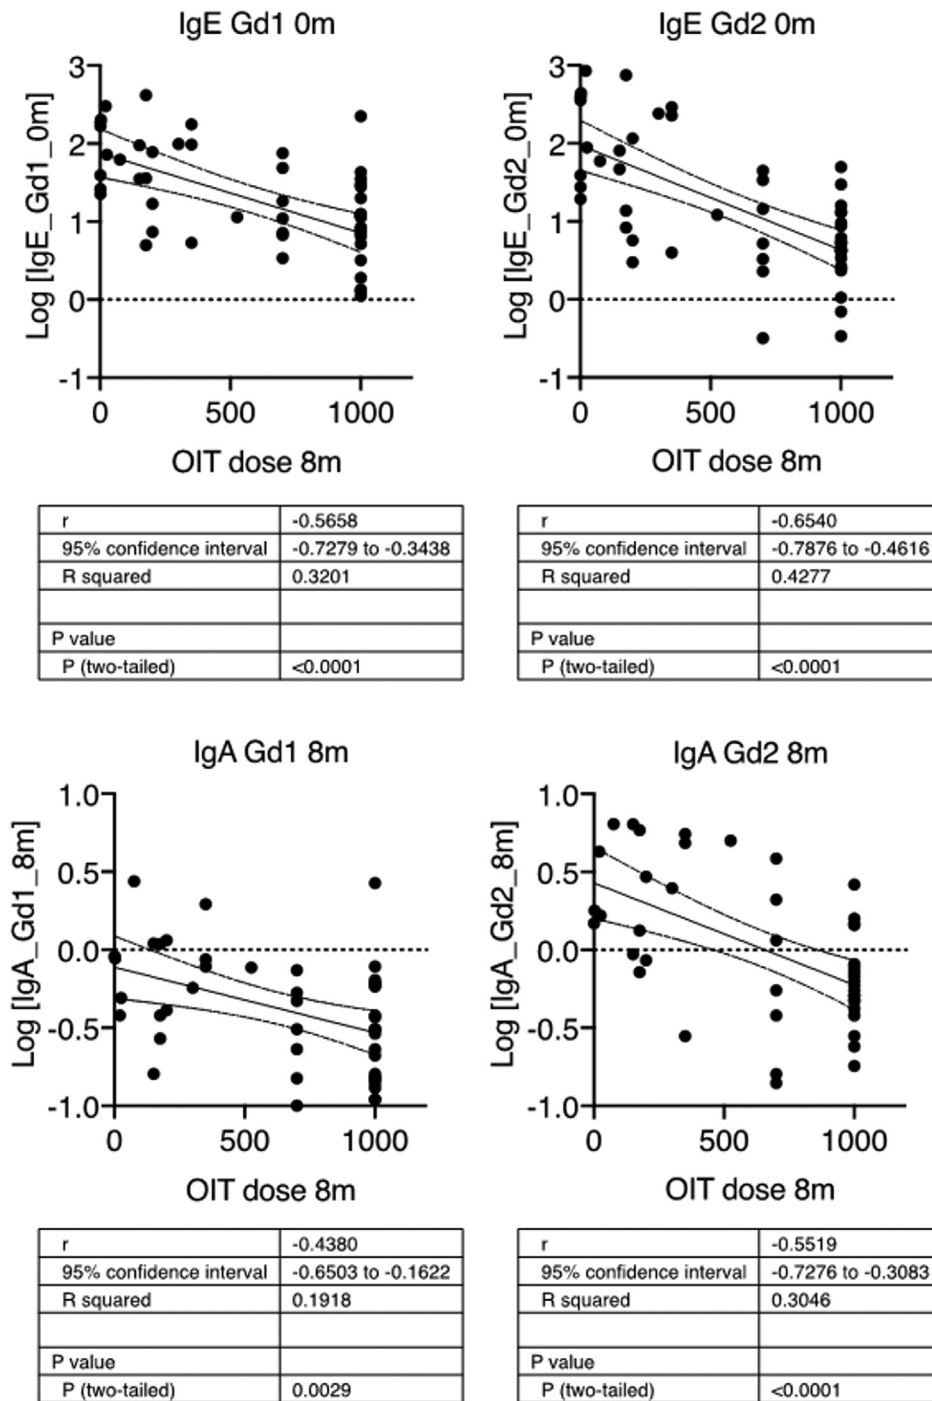 IgE Gd1 0m
Log [IgE_Gd1_0m]
3
2
1
0
-1
0 500 1000
OIT dose 8m
r -0.5658
95% confidence interval -0.7279 to -0.3438
R squared 0.3201
P value
P (two-tailed) <0.0001
IgE Gd2 0m
Log [IgE_Gd2_0m]
3
2
1
0
-1
0 500 1000
OIT dose 8m
r -0.6540
95% confidence interval -0.7876 to -0.4616
R squared 0.4277
P value
P (two-tailed) <0.0001
IgA Gd1 8m
Log [IgA_Gd1_8m]
1.0
0.5
0.0
-0.5
-1.0
0 500 1000
OIT dose 8m
r -0.4380
95% confidence interval -0.6503 to -0.1622
R squared 0.1918
P value
P (two-tailed) 0.0029
IgA Gd2 8m
Log [IgA_Gd2_8m]
1.0
0.5
0.0
-0.5
-1.0
0 500 1000
OIT dose 8m
r -0.5519
95% confidence interval -0.7276 to -0.3083
R squared 0.3046
P value
P (two-tailed) <0.0001